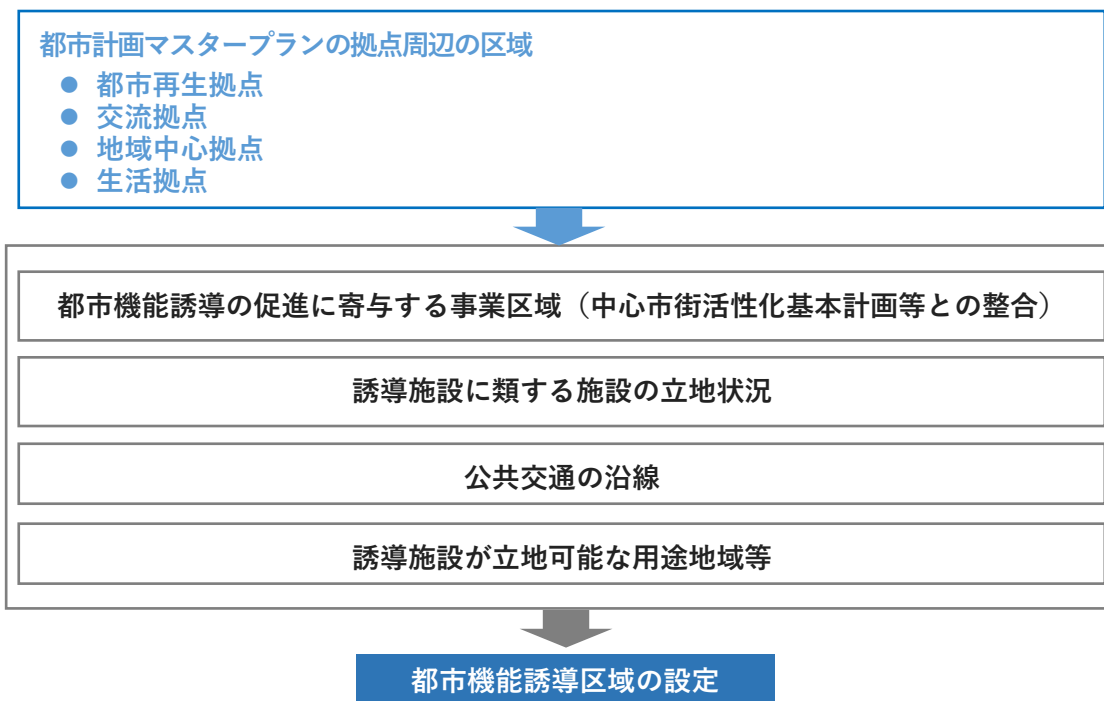 都市計画マスタープランの拠点周辺の区域
● 都市再生拠点
● 交流拠点
● 地域中心拠点
● 生活拠点
都市機能誘導の促進に寄与する事業区域（中心市街活性化基本計画等との整合）
誘導施設に類する施設の立地状況
公共交通の沿線
誘導施設が立地可能な用途地域等
都市機能誘導区域の設定